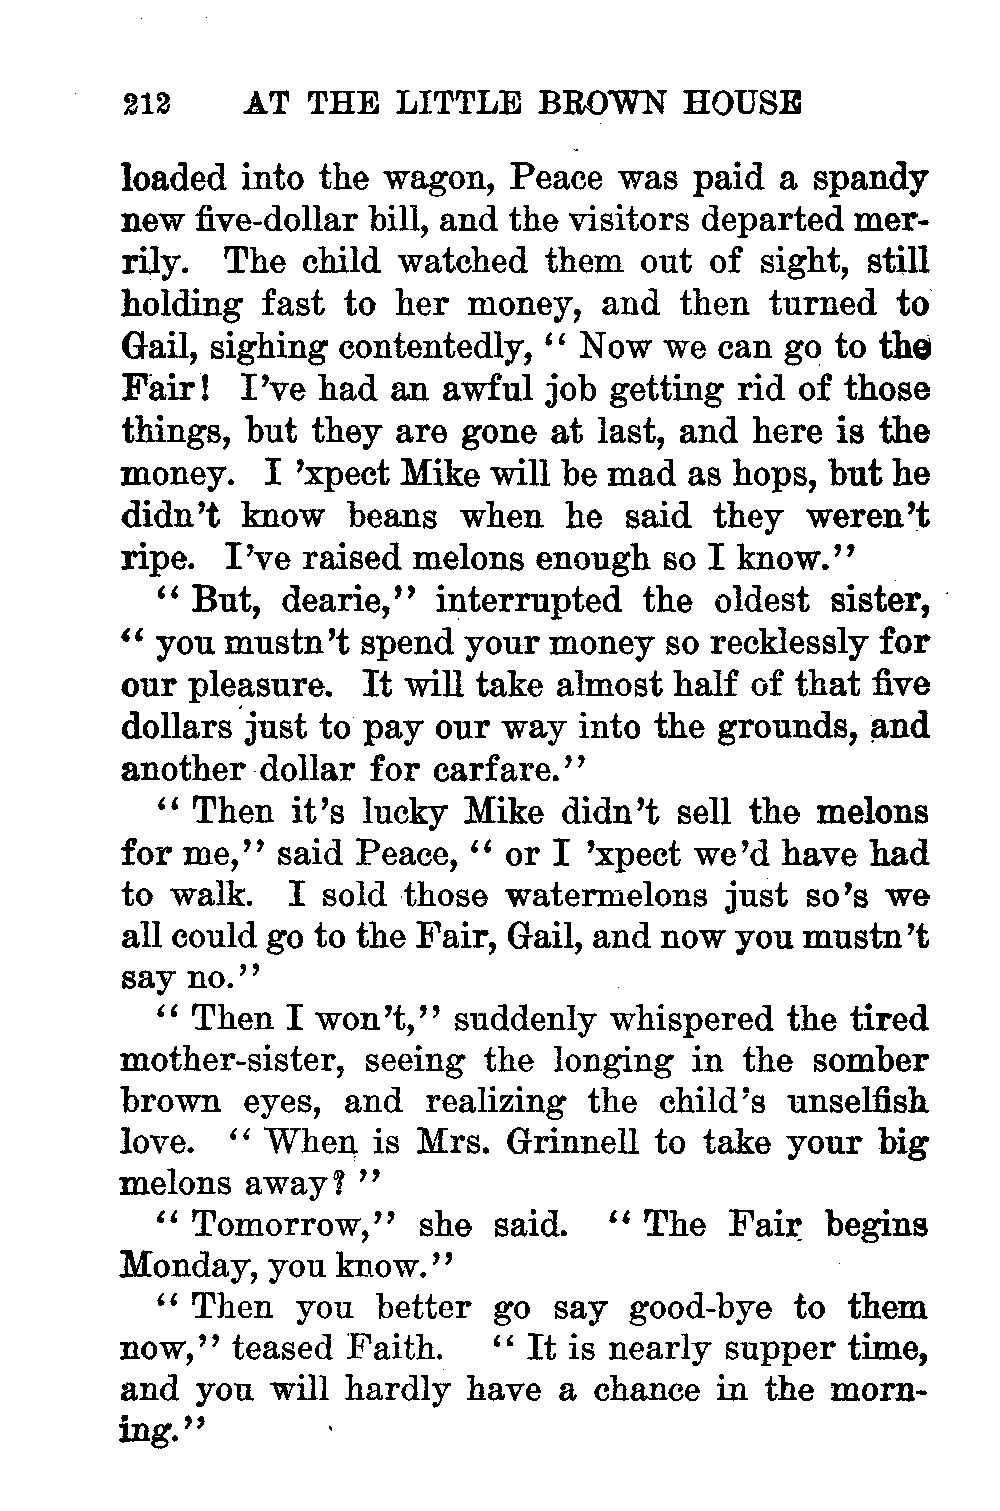 212 AT THE LITTLE BROWN HOUSE
loaded into the wagon, Peace was paid a spandy
new five-dollar bill, and the visitors departed mer-
rily. The child watched them out of sight, still
holding fast to her money, and then turned to
Gail, sighing contentedly, “ Now we can go to the
Fair! I’ve had an awful job getting rid of those
things, but they are gone at last, and here is the
money. I ’xpect Mike will be mad as hops, but he
didn’t know beans when he said they weren’t
ripe. I’ve raised melons enough so I know.”
“ But, dearie,” interrupted the oldest sister,
“ you mustn’t spend your money so recklessly for
our pleasure. It will take almost half of that five
dollars just to pay our way into the grounds, and
another dollar for carfare.”
“ Then it’s lucky Mike didn’t sell the melons
for me,” said Peace, “ or I ’xpect we’d have had
to walk. I sold those watermelons just so’s we
all could go to the Fair, Gail, and now you mustn’t
say no.”
“ Then I won’t,” suddenly whispered the tired
mother-sister, seeing the longing in the somber
brown eyes, and realizing the child’s unselfish
love. “ When is Mrs. Grinnell to take your big
melons away? ”
“ Tomorrow,” she said. “ The Fair begins
Monday, you know.”
“ Then you better go say good-bye to them
now,” teased Faith. “ It is nearly supper time,
and you will hardly have a chance in the morn-
ing.”